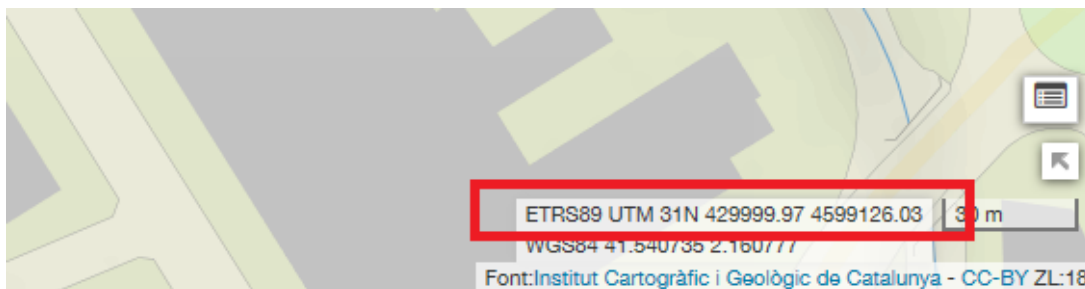 ETRS89 UTM 31N 429999.97 4599126.03 30 m
WGS84 41.540735 2.160777
Font:Institut Cartogràfic i Geològic de Catalunya - CC-BY ZL:18